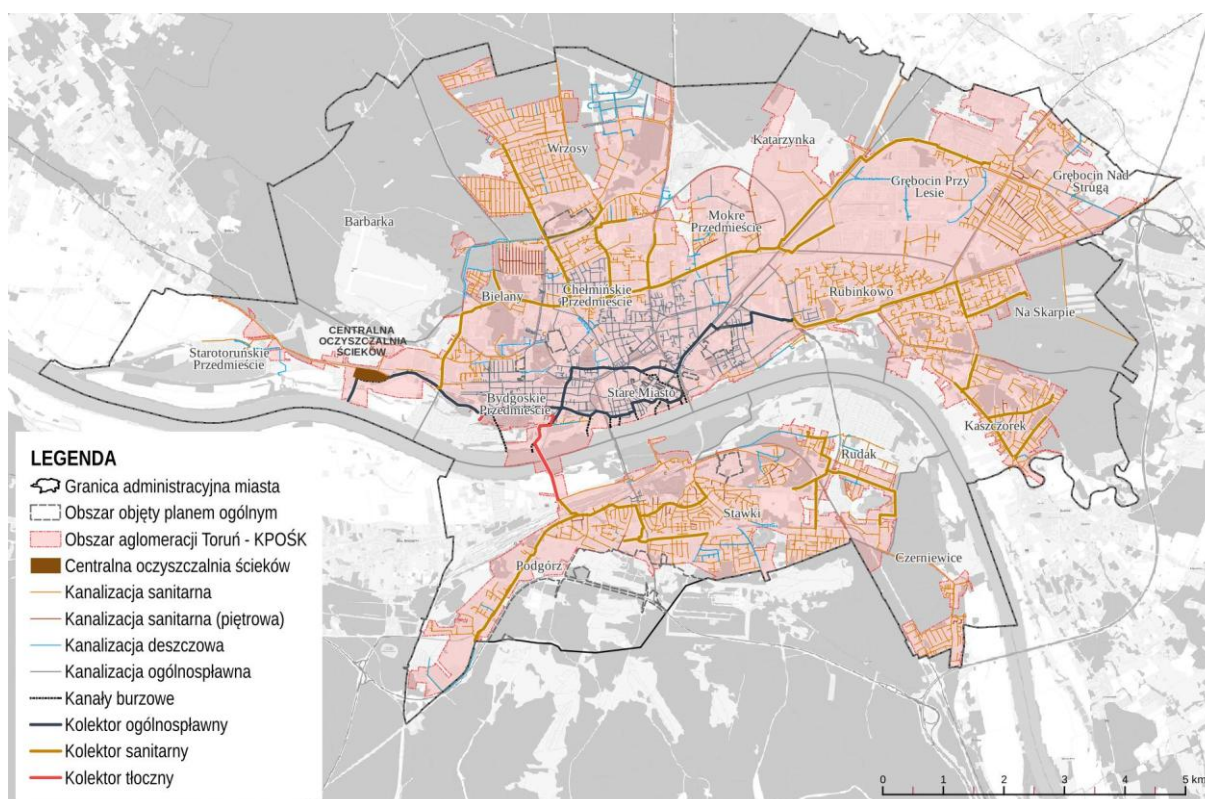 Wrzosy
Katarzynka
Grębocin Nad
Strugą
Grębocin Przy
Lesie
Barbarka
Mokre
Przedmieście
Bielany
Chełmińskie
Przedmieście
Rubinkowo
Na Skarpie
CENTRALNA
OCZYSZCZALNIA
ŚCIEKÓW
Starotoruńskie
Przedmieście
Bydgoskie
Przedmieście
Stare Miasto
Kaszczorek
Rudak
Stawki
Podgórz
Czerniewice
LEGENDA
Granica administracyjna miasta
Obszar objęty planem ogólnym
Obszar aglomeracji Toruń - KPOŚK
Centralna oczyszczalnia ścieków
Kanalizacja sanitarna
Kanalizacja sanitarna (piętrowa)
Kanalizacja deszczowa
Kanalizacja ogólnospławna
Kanały burzowe
Kolektor ogólnospławny
Kolektor sanitarny
Kolektor tłoczny
0 1 2 3 4 5 km